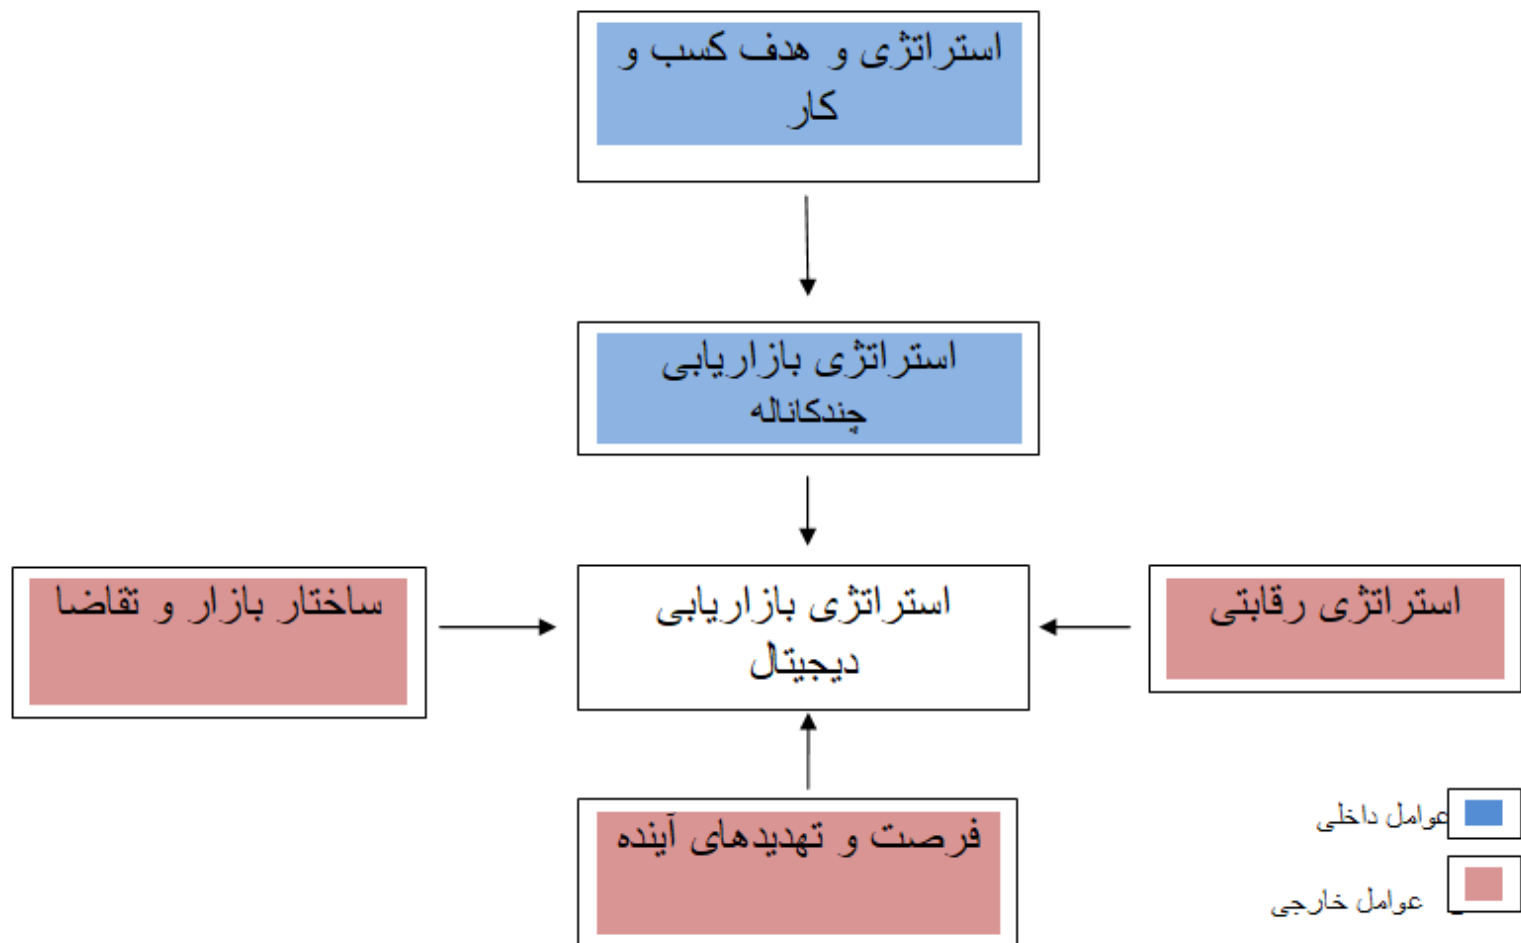 استراتژی و هدف کسب و
کار
استراتژی بازاریابی
چندکاناله
استراتژی رقابتی
استراتژی بازاریابی
دیجیتال
ساختار بازار و تقاضا
فرصت و تهدیدهای آینده
عوامل داخلی
عوامل خارجی